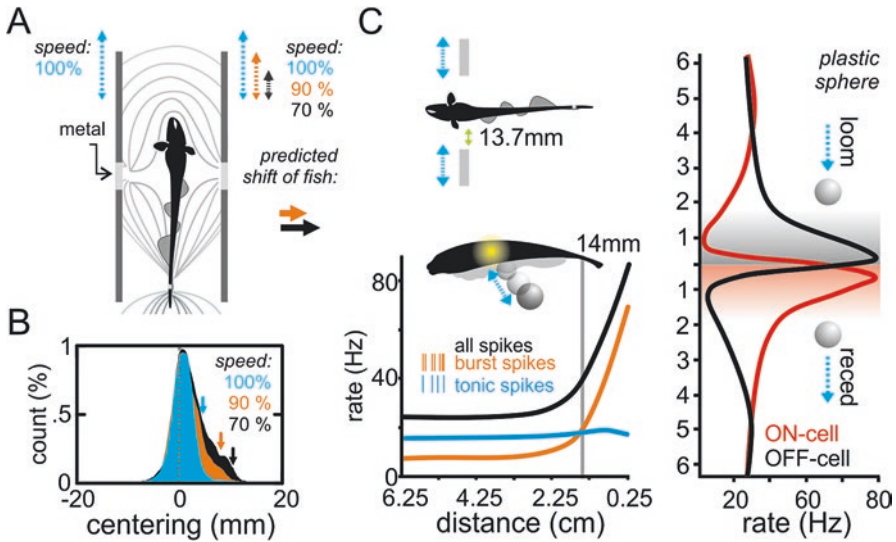 A
speed:
100%
metal
speed:
100%
90 %
70 %
predicted
shift of fish:
B
count (%)
1
.5
0
-20
0
20
centering (mm)
speed:
100%
90 %
70 %
C
13.7mm
14mm
rate (Hz)
80
40
0
all spikes
burst spikes
tonic spikes
6.25
4.25
2.25
0.25
distance (cm)
plastic
sphere
loom
reced
6
5
4
3
2
1
1
2
3
4
5
6
ON-cell
OFF-cell
20
40
60
80
rate (Hz)